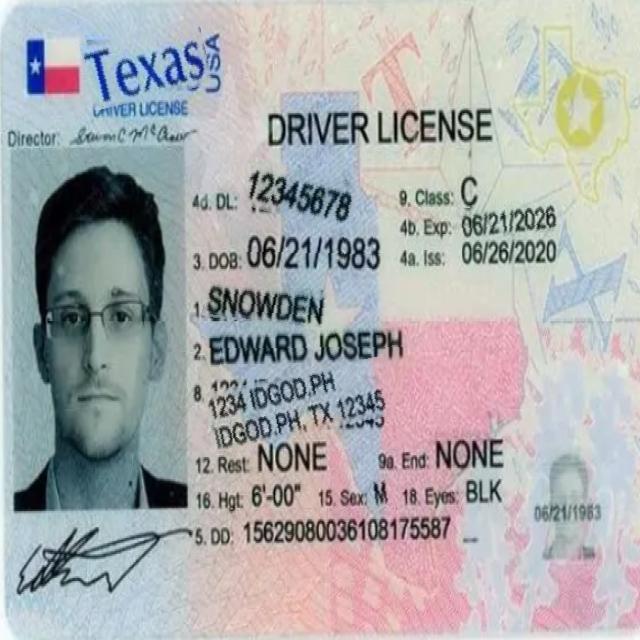 Texas USA
DRIVER LICENSE
Director:
DRIVER LICENSE
4d. DL: 12345678
9. Class: C
4b. Exp: 06/21/2026
3. DOB: 06/21/1983
4a. Iss: 06/26/2020
1. SNOWDEN
2. EDWARD JOSEPH
8.
1234 IDGOD.PH
IDGOD.PH, TX 12345
12. Rest: NONE
9a. End: NONE
16. Hgt: 6'-00" 15. Sex: M 18. Eyes: BLK
5. DD: 15629080036108175587
06/21/1983